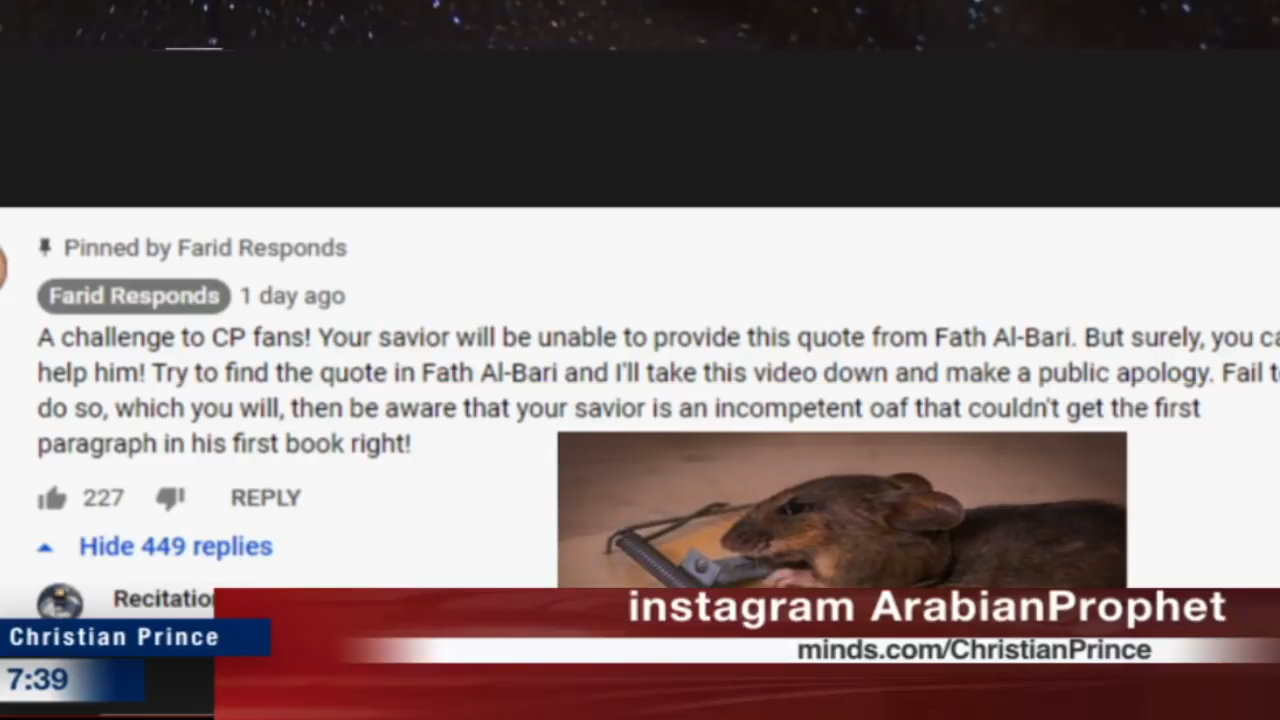 Pinned by Farid Responds
Farid Responds 1 day ago
A challenge to CP fans! Your savior will be unable to provide this quote from Fath Al-Bari. But surely, you
help him! Try to find the quote in Fath Al-Bari and I'll take this video down and make a public apology. Fail
do so, which you will, then be aware that your savior is an incompetent oaf that couldn't get the first
paragraph in his first book right!
227 REPLY
Hide 449 replies
instagram ArabianProphet
Christian Prince
minds.com/ChristianPrince
7:39